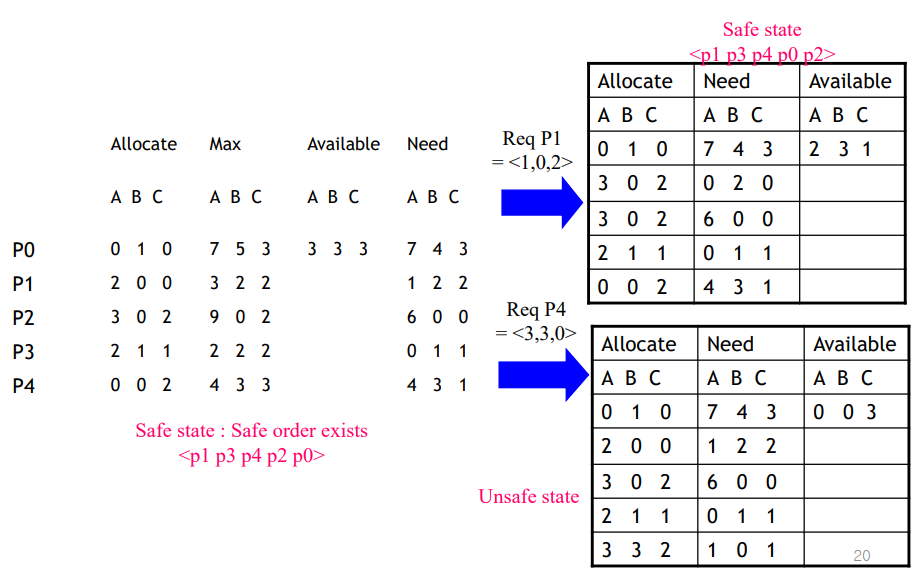 Safe state
<p1 p3 p4 p0 p2>
Allocate Need Available
A B C A B C A B C
0 1 0 7 4 3 2 3 1
3 0 2 0 2 0
3 0 2 6 0 0
2 1 1 0 1 1
0 0 2 4 3 1
Req P1
= <1,0,2>
Allocate Max Available Need
A B C A B C A B C A B C
P0 0 1 0 7 5 3 3 3 3 7 4 3
P1 2 0 0 3 2 2 1 2 2
P2 3 0 2 9 0 2 6 0 0
P3 2 1 1 2 2 2 0 1 1
P4 0 0 2 4 3 3 4 3 1
Safe state : Safe order exists
<p1 p3 p4 p2 p0>
Req P4
= <3,3,0>
Allocate Need Available
A B C A B C A B C
0 1 0 7 4 3 0 0 3
2 0 0 1 2 2
3 0 2 6 0 0
2 1 1 0 1 1
3 3 2 1 0 1
Unsafe state
20